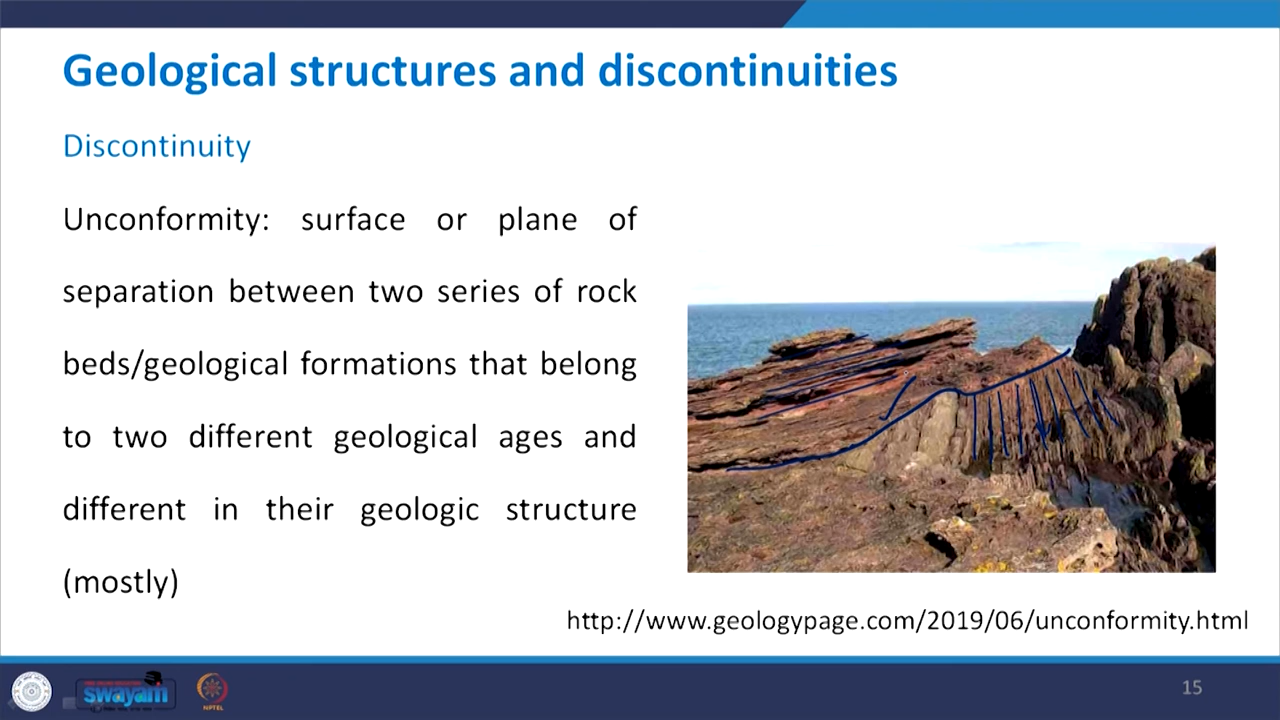 Geological structures and discontinuities
Discontinuity
Unconformity: surface or plane of
separation between two series of rock
beds/geological formations that belong
to two different geological ages and
different in their geologic structure
(mostly)
http://www.geologypage.com/2019/06/unconformity.html
swayam
NPTEL
15